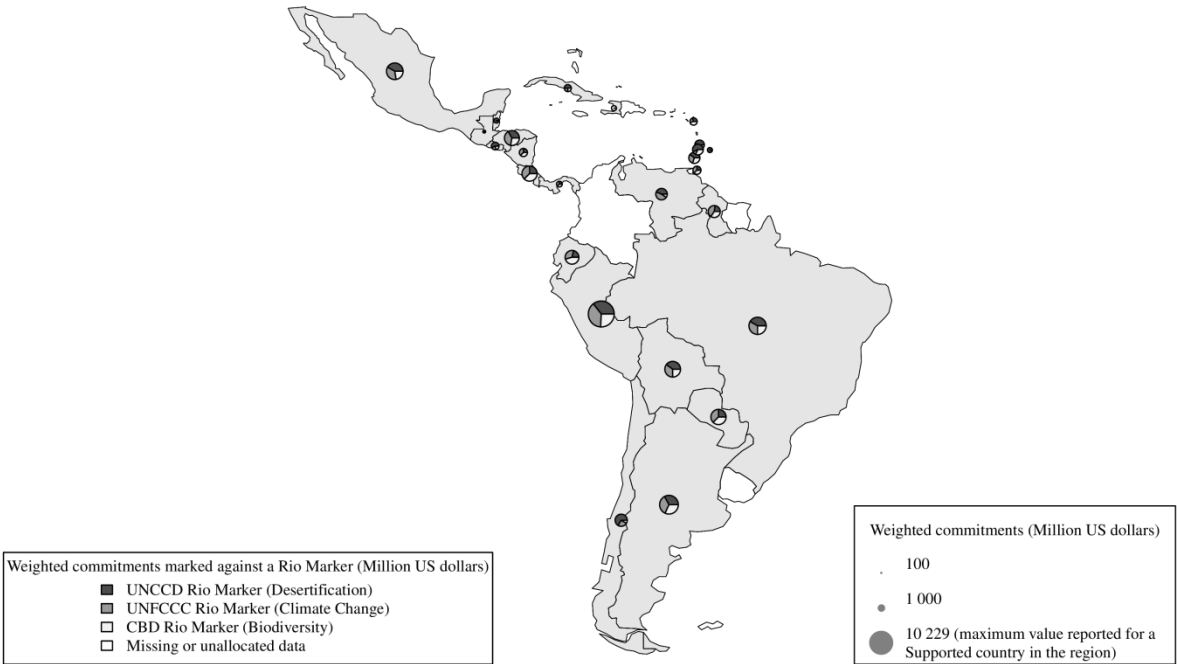 Weighted commitments marked against a Rio Marker (Million US dollars)
UNCCD Rio Marker (Desertification)
UNFCCC Rio Marker (Climate Change)
CBD Rio Marker (Biodiversity)
Missing or unallocated data
Weighted commitments (Million US dollars)
100
1 000
10 229 (maximum value reported for a
Supported country in the region)